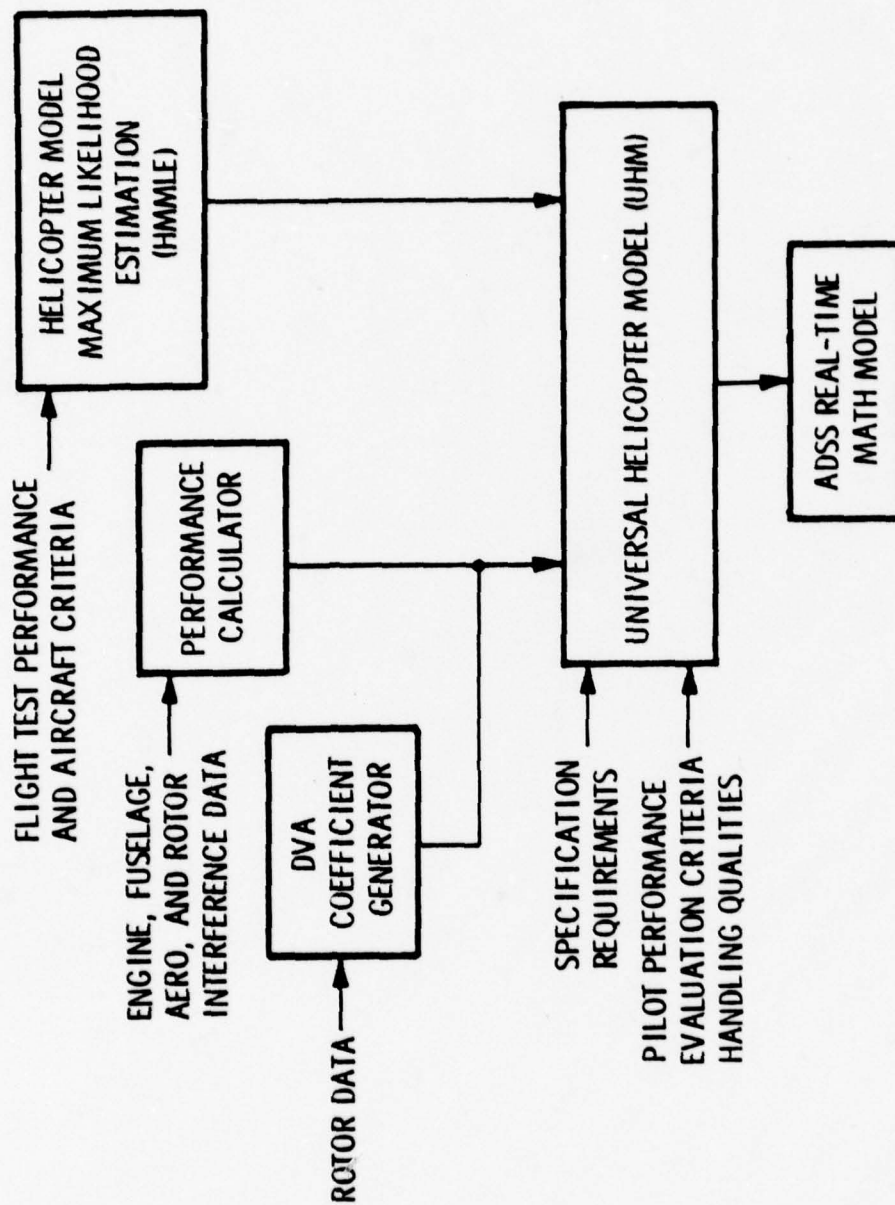 FLIGHT TEST PERFORMANCE
AND AIRCRAFT CRITERIA
HELICOPTER MODEL
MAXIMUM LIKELIHOOD
ESTIMATION
(HMMLE)
ENGINE, FUSELAGE,
AERO, AND ROTOR
INTERFERENCE DATA
PERFORMANCE
CALCULATOR
ROTOR DATA
DVA
COEFFICIENT
GENERATOR
SPECIFICATION
REQUIREMENTS
PILOT PERFORMANCE
EVALUATION CRITERIA
HANDLING QUALITIES
UNIVERSAL HELICOPTER MODEL (UHM)
ADSS REAL-TIME
MATH MODEL